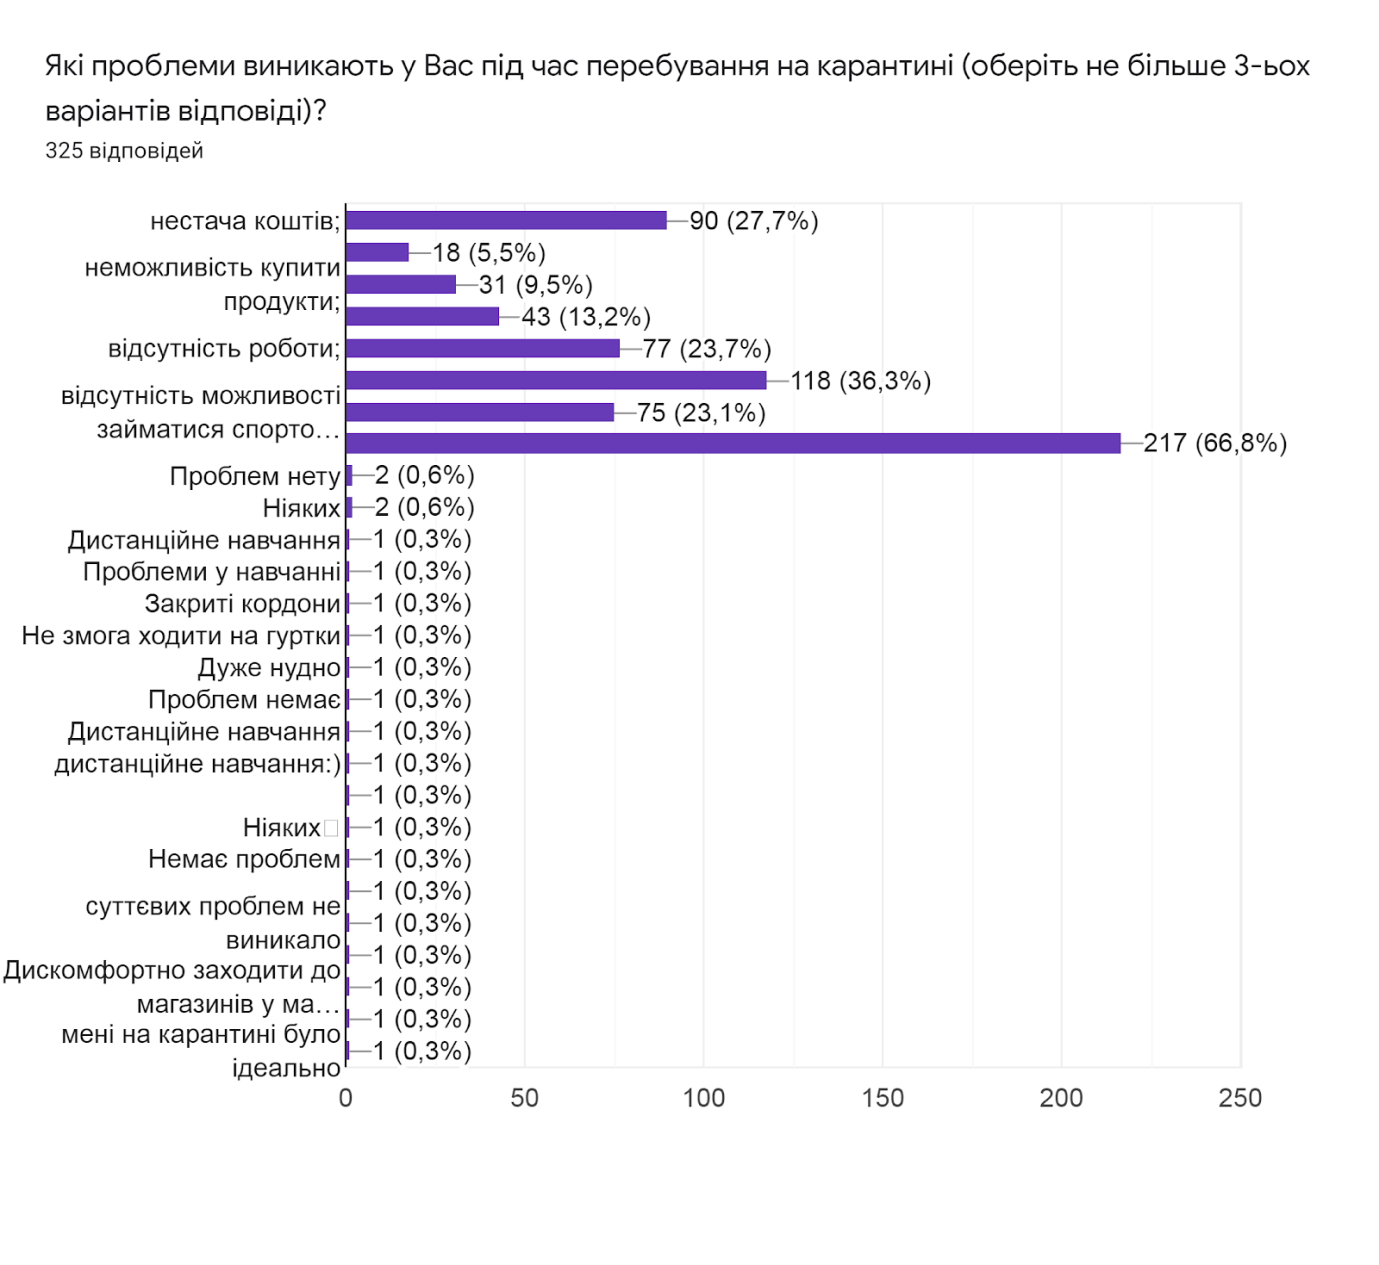 Які проблеми виникають у Вас під час перебування на карантині (оберіть не більше 3-ьох
варіантів відповіді)?
325 відповідей
нестача коштів; 90 (27,7%)
18 (5,5%)
неможливість купити
31 (9,5%)
продукти;
43 (13,2%)
відсутність роботи; 77 (23,7%)
118 (36,3%)
відсутність можливості
75 (23,1%)
займатися спорто…
217 (66,8%)
Проблем нету 2 (0,6%)
Ніяких 2 (0,6%)
Дистанційне навчання 1 (0,3%)
Проблеми у навчанні 1 (0,3%)
Закриті кордони 1 (0,3%)
Не змога ходити на гуртки 1 (0,3%)
Дуже нудно 1 (0,3%)
Проблем немає 1 (0,3%)
Дистанційне навчання 1 (0,3%)
дистанційне навчання:) 1 (0,3%)
1 (0,3%)
Ніяких 1 (0,3%)
Немає проблем 1 (0,3%)
1 (0,3%)
суттєвих проблем не
1 (0,3%)
виникало
1 (0,3%)
Дискомфортно заходити до
1 (0,3%)
магазинів у ма…
1 (0,3%)
мені на карантині було
1 (0,3%)
ідеально
0 50 100 150 200 250